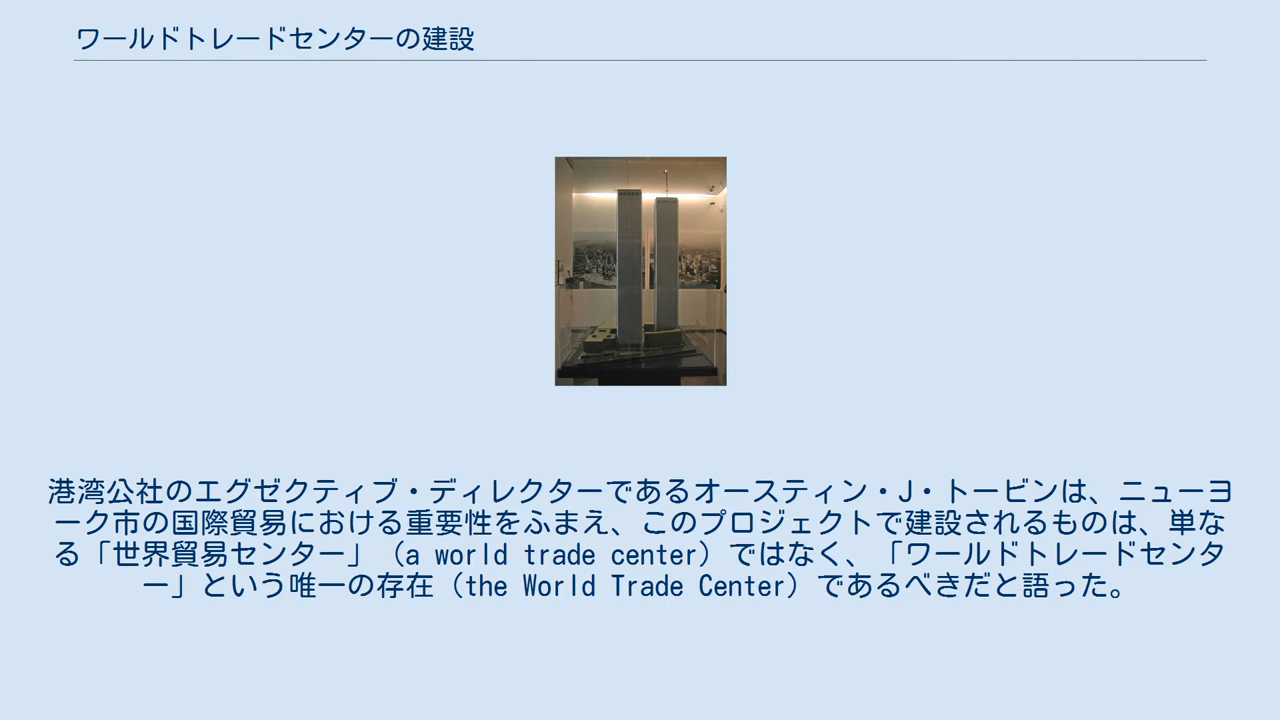 ワールドトレードセンターの建設
港湾公社のエグゼクティブ・ディレクターであるオースティン・J・トービンは、ニューヨ
ーク市の国際貿易における重要性をふまえ、このプロジェクトで建設されるものは、単な
る「世界貿易センター」（a world trade center）ではなく、「ワールドトレードセンタ
ー」という唯一の存在（the World Trade Center）であるべきだと語った。